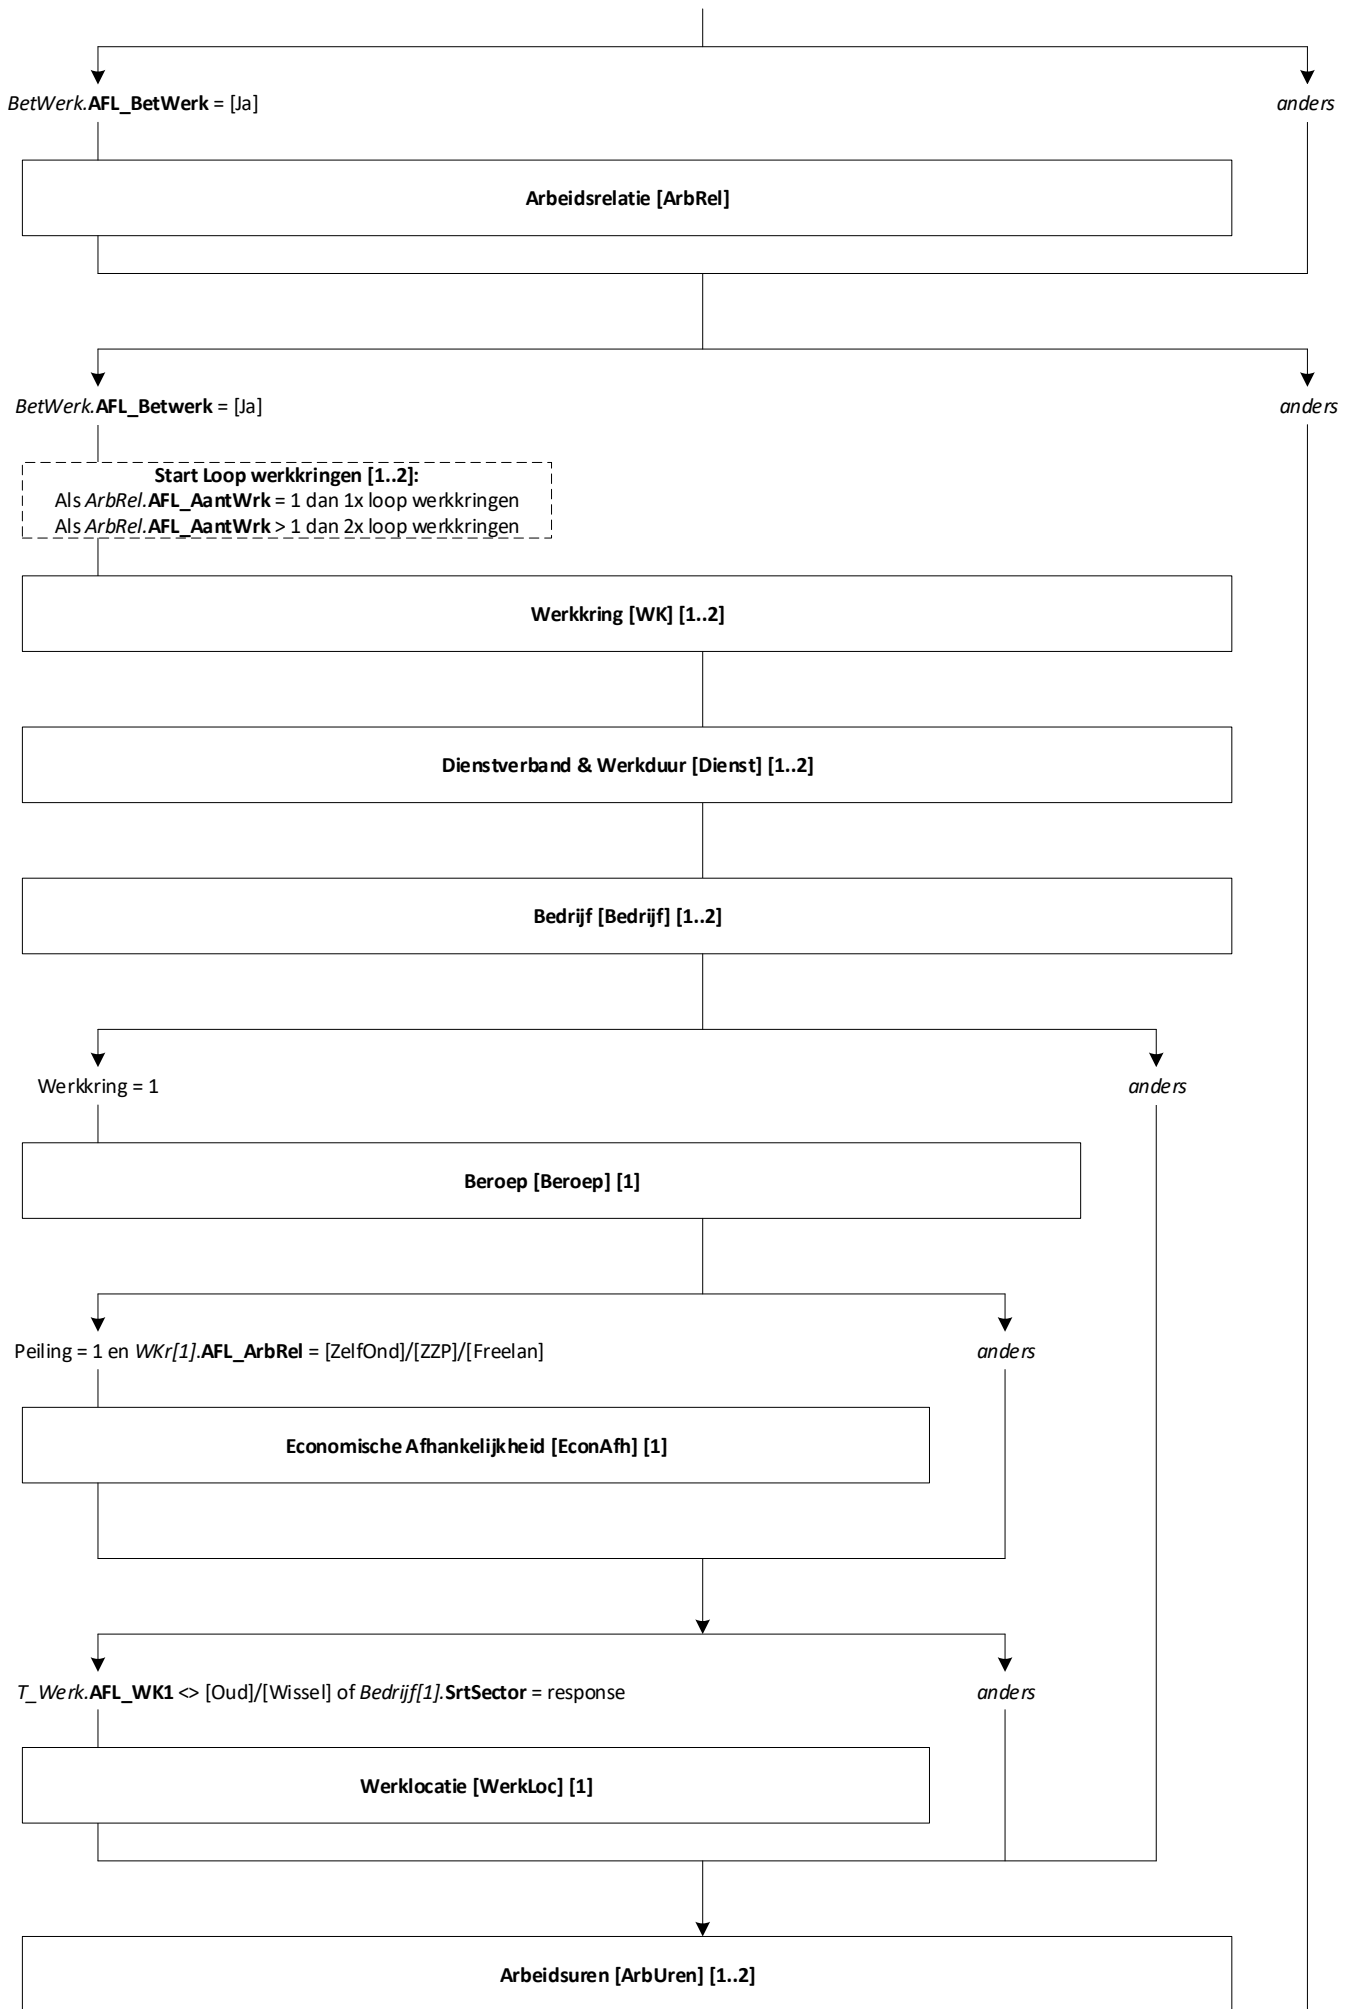 BetWerk.AFL_BetWerk = [Ja]
anders
Arbeidsrelatie [ArbRel]
BetWerk.AFL_Betwerk = [Ja]
anders
Start Loop werkkringen [1..2]:
Als ArbRel.AFL_AantWrk = 1 dan 1x loop werkkringen
Als ArbRel.AFL_AantWrk > 1 dan 2x loop werkkringen
Werkkring [WK] [1..2]
Dienstverband & Werkduur [Dienst] [1..2]
Bedrijf [Bedrijf] [1..2]
Werkkring = 1
anders
Beroep [Beroep] [1]
Peiling = 1 en WKr[1].AFL_ArbRel = [ZelfOnd]/[ZZP]/[Freelan]
anders
Economische Afhankelijkheid [EconAfh] [1]
T_Werk.AFL_WK1 <> [Oud]/[Wissel] of Bedrijf[1].SrtSector = response
anders
Werklocatie [WerkLoc] [1]
Arbeidsuren [ArbUren] [1..2]